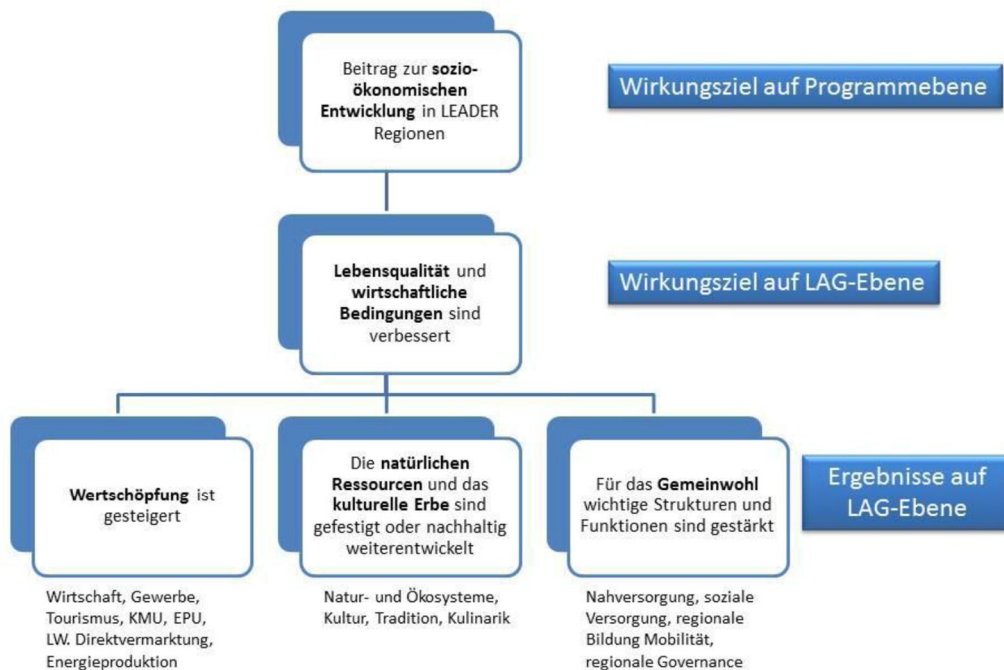 Beitrag zur sozio-
ökonomischen
Entwicklung in LEADER
Regionen
Wirkungsziel auf Programmebene
Lebensqualität und
wirtschaftliche
Bedingungen sind
verbessert
Wirkungsziel auf LAG-Ebene
Wertschöpfung ist
gesteigert
Die natürlichen
Ressourcen und das
kulturelle Erbe sind
gefestigt oder nachhaltig
weiterentwickelt
Für das Gemeinwohl
wichtige Strukturen und
Funktionen sind gestärkt
Ergebnisse auf
LAG-Ebene
Wirtschaft, Gewerbe,
Tourismus, KMU, EPU,
LW. Direktvermarktung,
Energieproduktion
Natur- und Ökosysteme,
Kultur, Tradition, Kulinarik
Nahversorgung, soziale
Versorgung, regionale
Bildung Mobilität,
regionale Governance